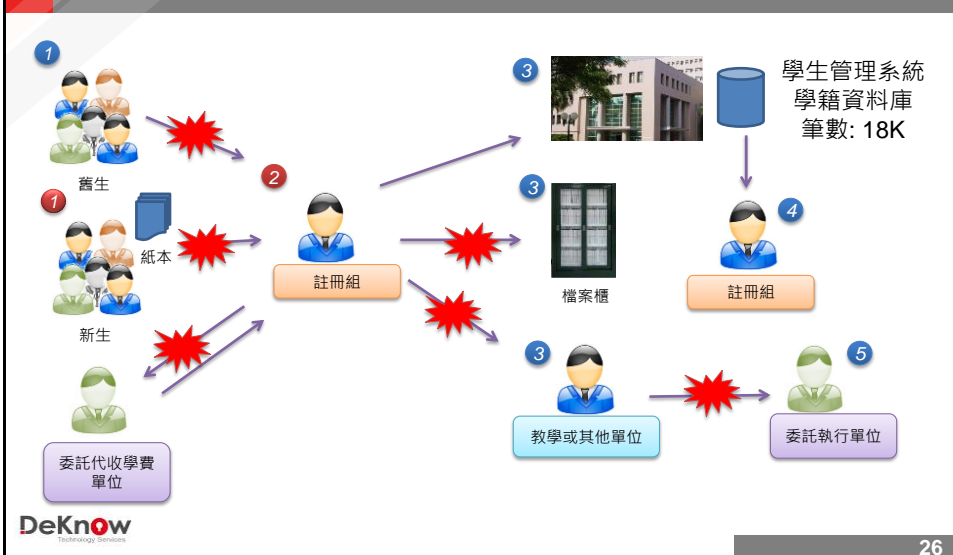 1
舊生
1
紙本
新生
2
註冊組
委託代收學費
單位
3
學生管理系統
學籍資料庫
筆數: 18K
3
檔案櫃
4
註冊組
3
教學或其他單位
5
委託執行單位
DeKnow
Technology Services
26